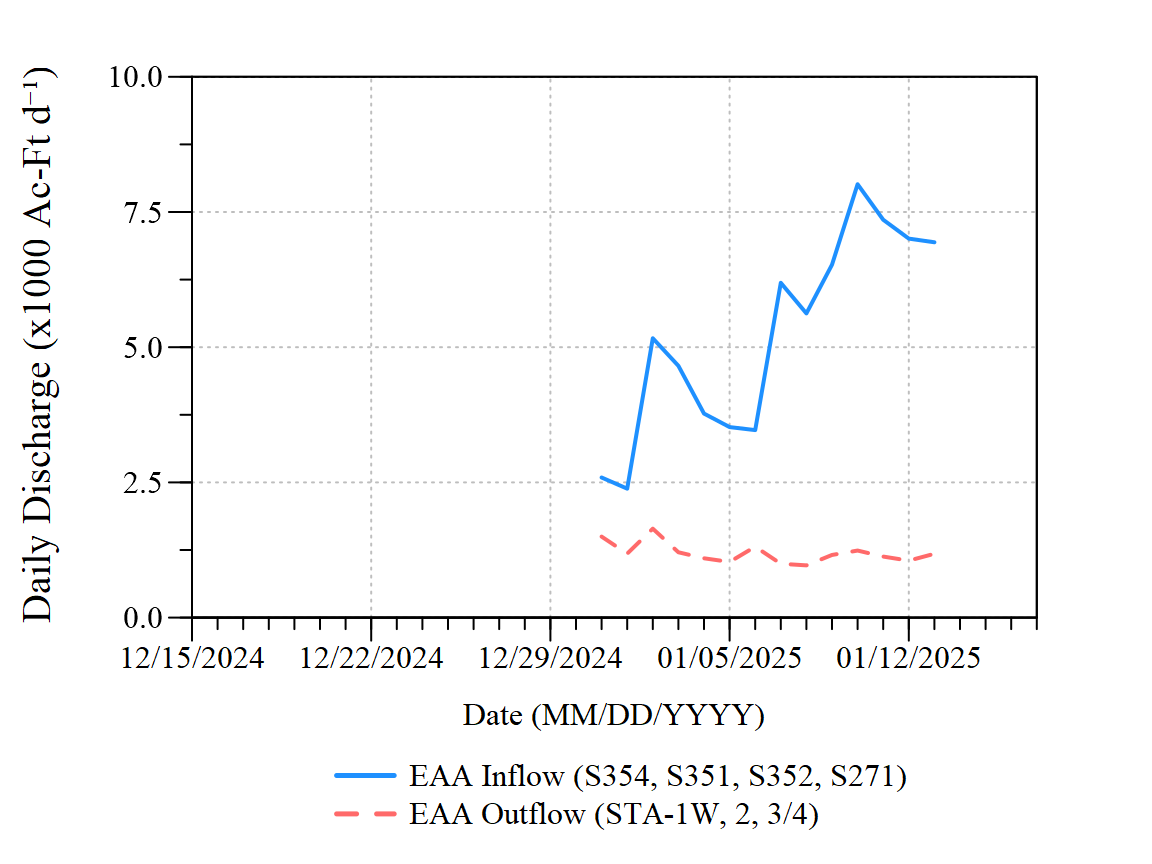 Daily Discharge (x1000 Ac-Ft d⁻¹)
10.0
7.5
5.0
2.5
0.0
12/15/2024 12/22/2024 12/29/2024 01/05/2025 01/12/2025
Date (MM/DD/YYYY)
EAA Inflow (S354, S351, S352, S271)
EAA Outflow (STA-1W, 2, 3/4)